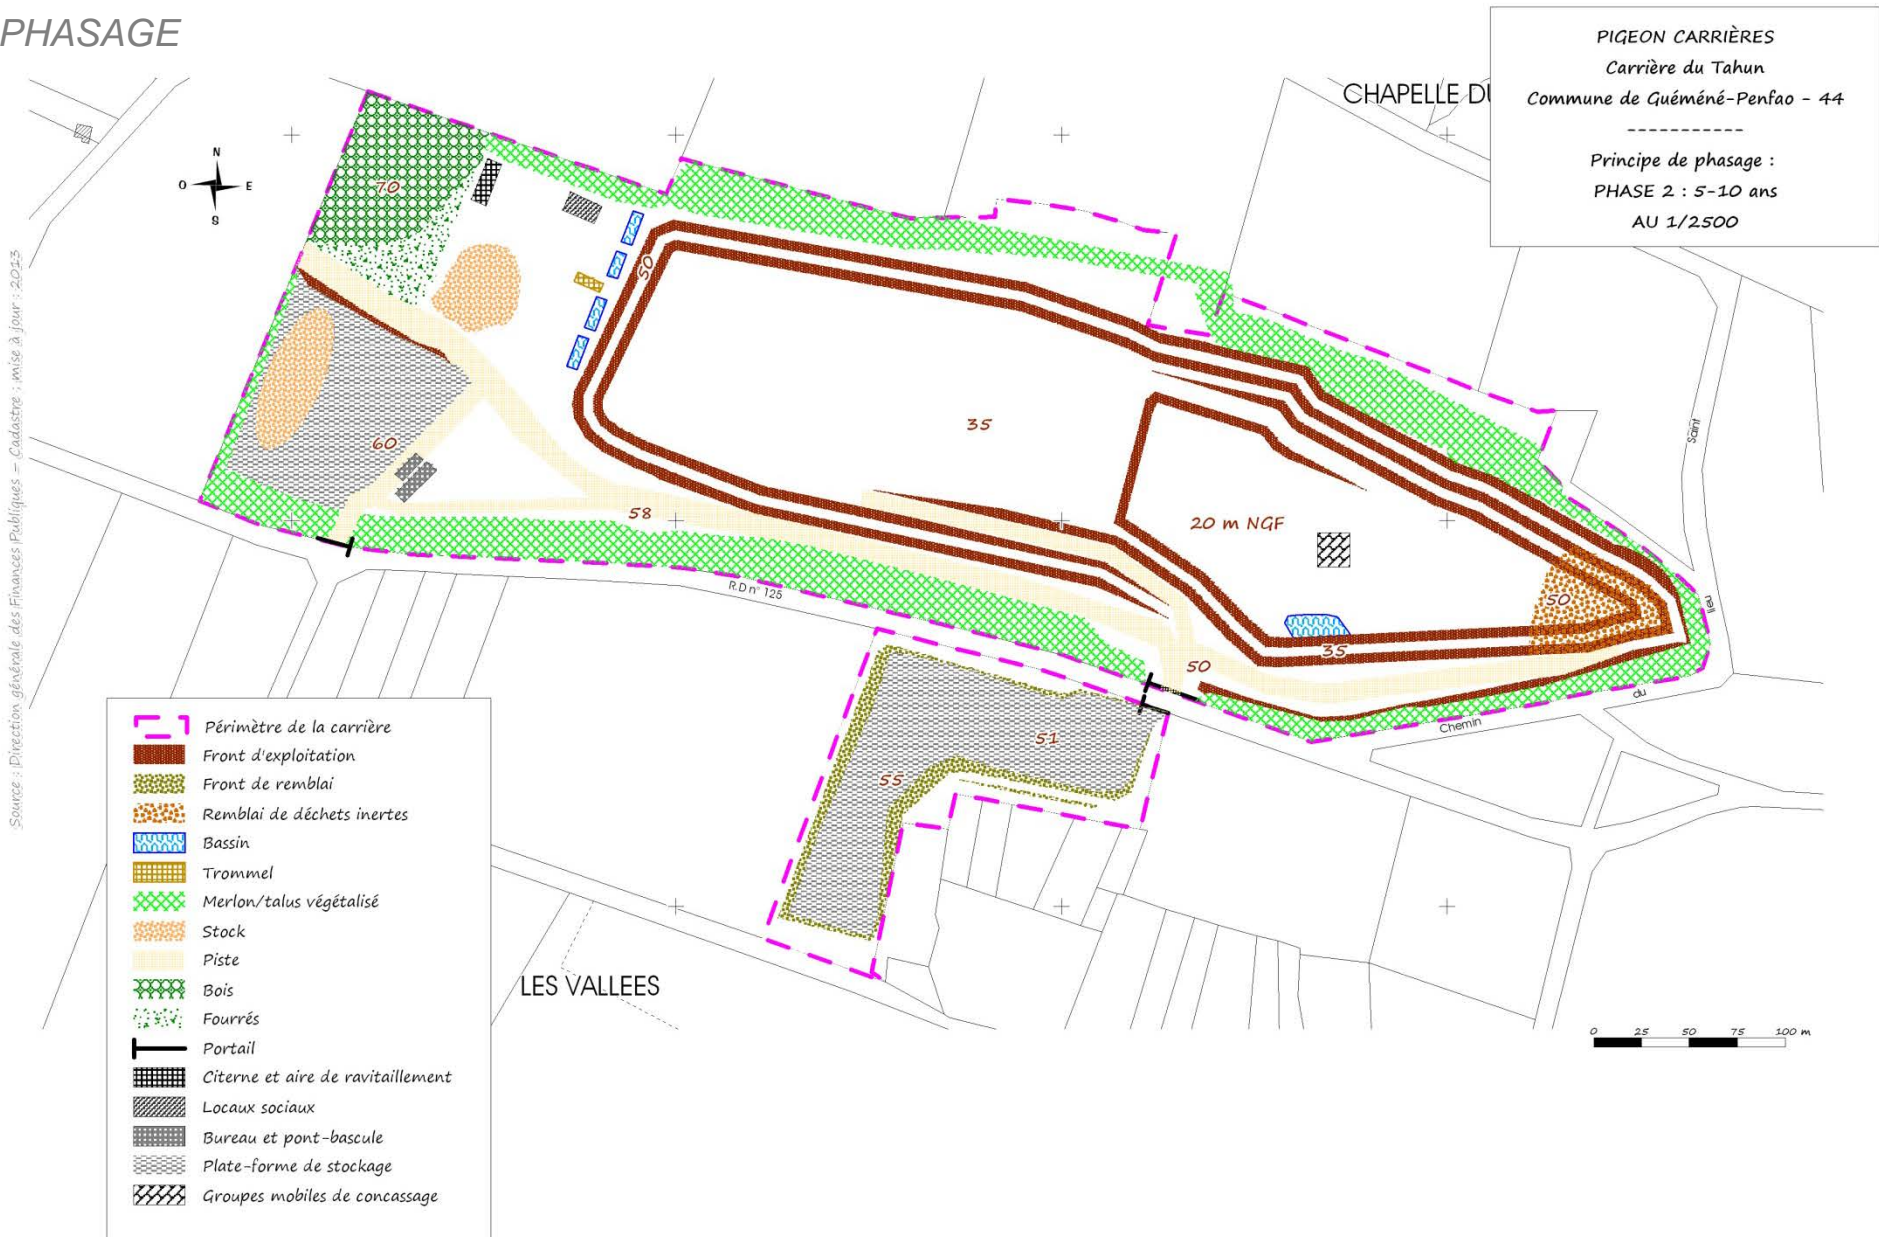 PHASAGE
PIGEON CARRIÈRES
Carrière du Tahun
Commune de Guéméné-Penfao - 44
-----------
Principe de phasage :
PHASE 2 : 5-10 ans
AU 1/2500
CHAPELLE DU
N
O
E
S
70
50
35
60
58
20 m NGF
50
35
50
51
55
R.D n° 125
Saint
lieu
du
Chemin
LES VALLEES
Source : Direction générale des Finances Publiques – Cadastre ; mise à jour : 2013
Périmètre de la carrière
Front d'exploitation
Front de remblai
Remblai de déchets inertes
Bassin
Trommel
Merlon/talus végétalisé
Stock
Piste
Bois
Fourrés
Portail
Citerne et aire de ravitaillement
Locaux sociaux
Bureau et pont-bascule
Plate-forme de stockage
Groupes mobiles de concassage
0 25 50 75 100 m